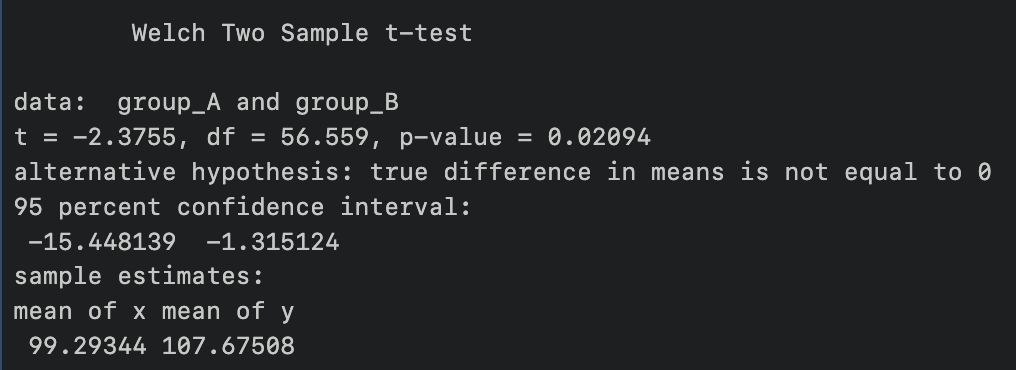 Welch Two Sample t-test
data:  group_A and group_B
t = -2.3755, df = 56.559, p-value = 0.02094
alternative hypothesis: true difference in means is not equal to 0
95 percent confidence interval:
-15.448139  -1.315124
sample estimates:
mean of x mean of y
99.29344 107.67508